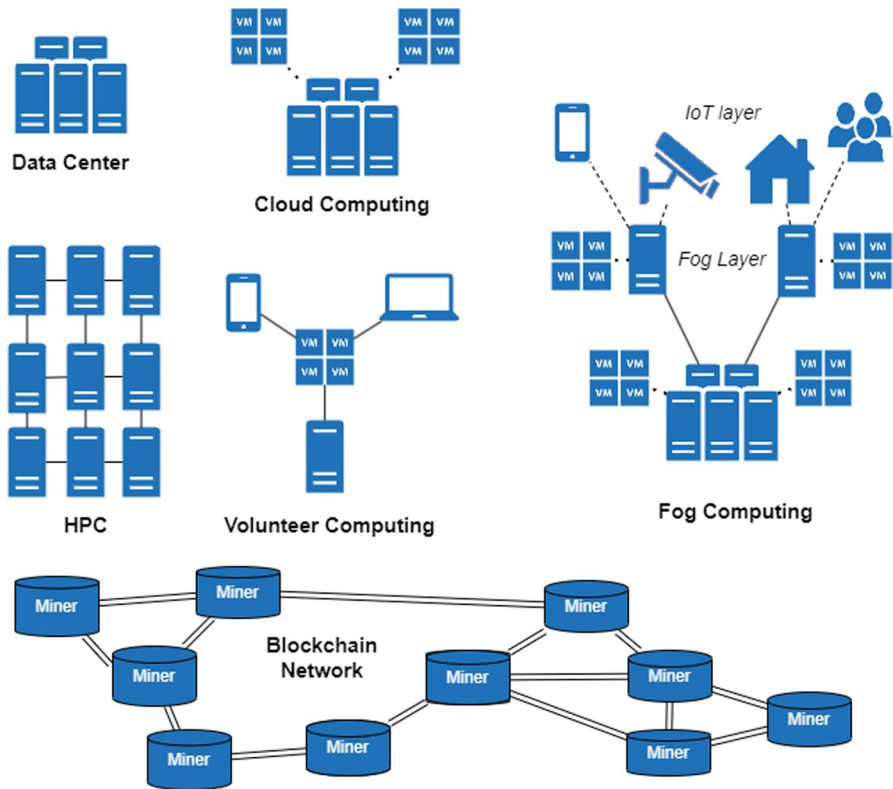 VM VM VM VM
VM VM VM VM
Data Center
Cloud Computing
IoT layer
VM VM
VM VM
Fog Layer
VM VM
VM VM
VM VM
VM VM
VM VM
VM VM
VM VM
VM VM
HPC
Volunteer Computing
Fog Computing
Miner
Miner
Miner
Blockchain
Network
Miner
Miner
Miner
Miner
Miner
Miner
Miner